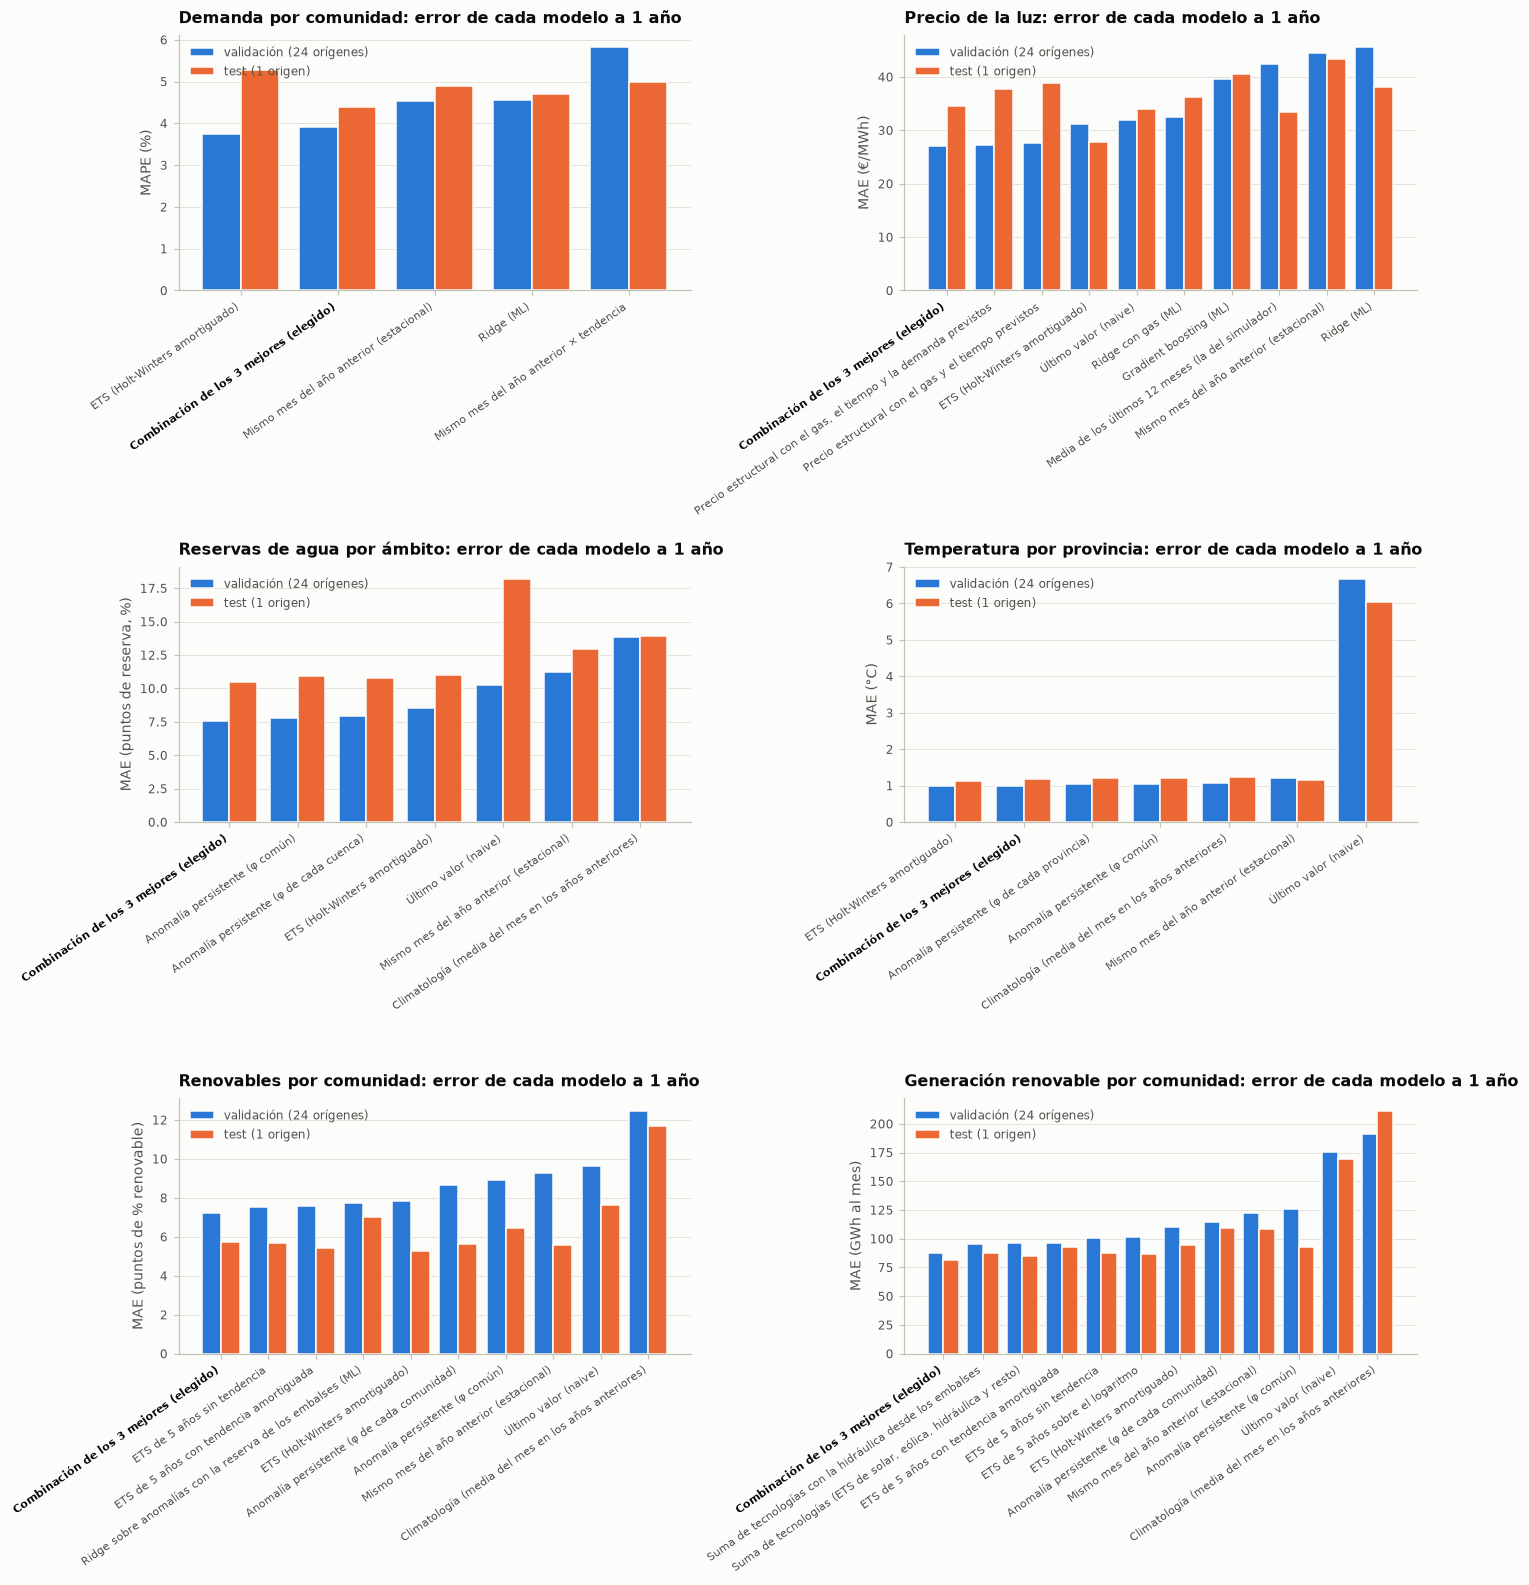 Demanda por comunidad: error de cada modelo a 1 año
validación (24 orígenes)
test (1 origen)
MAPE (%)
6
5
4
3
2
1
0
ETS (Holt-Winters amortiguado)
Combinación de los 3 mejores (elegido)
Mismo mes del año anterior (estacional)
Ridge (ML)
Mismo mes del año anterior × tendencia
Precio de la luz: error de cada modelo a 1 año
validación (24 orígenes)
test (1 origen)
MAE (€/MWh)
40
30
20
10
0
Combinación de los 3 mejores (elegido)
Precio estructural con el gas, el tiempo y la demanda previstos
Precio estructural con el gas y el tiempo previstos
ETS (Holt-Winters amortiguado)
Último valor (naive)
Ridge con gas (ML)
Gradient boosting (ML)
Media de los últimos 12 meses (la del simulador)
Mismo mes del año anterior (estacional)
Ridge (ML)
Reservas de agua por ámbito: error de cada modelo a 1 año
validación (24 orígenes)
test (1 origen)
MAE (puntos de reserva, %)
17.5
15.0
12.5
10.0
7.5
5.0
2.5
0.0
Combinación de los 3 mejores (elegido)
Anomalía persistente (φ común)
Anomalía persistente (φ de cada cuenca)
ETS (Holt-Winters amortiguado)
Último valor (naive)
Mismo mes del año anterior (estacional)
Climatología (media del mes en los años anteriores)
Temperatura por provincia: error de cada modelo a 1 año
validación (24 orígenes)
test (1 origen)
MAE (°C)
7
6
5
4
3
2
1
0
ETS (Holt-Winters amortiguado)
Combinación de los 3 mejores (elegido)
Anomalía persistente (φ de cada provincia)
Anomalía persistente (φ común)
Climatología (media del mes en los años anteriores)
Mismo mes del año anterior (estacional)
Último valor (naive)
Renovables por comunidad: error de cada modelo a 1 año
validación (24 orígenes)
test (1 origen)
MAE (puntos de % renovable)
12
10
8
6
4
2
0
Combinación de los 3 mejores (elegido)
ETS de 5 años sin tendencia
ETS de 5 años con tendencia amortiguada
Ridge sobre anomalías con la reserva de los embalses (ML)
ETS (Holt-Winters amortiguado)
Anomalía persistente (φ de cada comunidad)
Anomalía persistente (φ común)
Mismo mes del año anterior (estacional)
Último valor (naive)
Climatología (media del mes en los años anteriores)
Generación renovable por comunidad: error de cada modelo a 1 año
validación (24 orígenes)
test (1 origen)
MAE (GWh al mes)
200
175
150
125
100
75
50
25
0
Combinación de los 3 mejores (elegido)
Suma de tecnologías con la hidráulica desde los embalses
Suma de tecnologías (ETS de solar, eólica, hidráulica y resto)
ETS de 5 años con tendencia amortiguada
ETS de 5 años sin tendencia
ETS de 5 años sobre el logaritmo
ETS (Holt-Winters amortiguado)
Anomalía persistente (φ de cada comunidad)
Mismo mes del año anterior (estacional)
Anomalía persistente (φ común)
Último valor (naive)
Climatología (media del mes en los años anteriores)